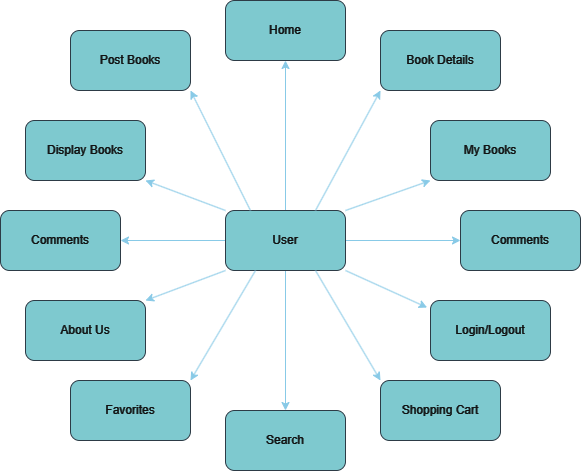 Home
Post Books
Book Details
Display Books
My Books
Comments
User
Comments
About Us
Login/Logout
Favorites
Shopping Cart
Search